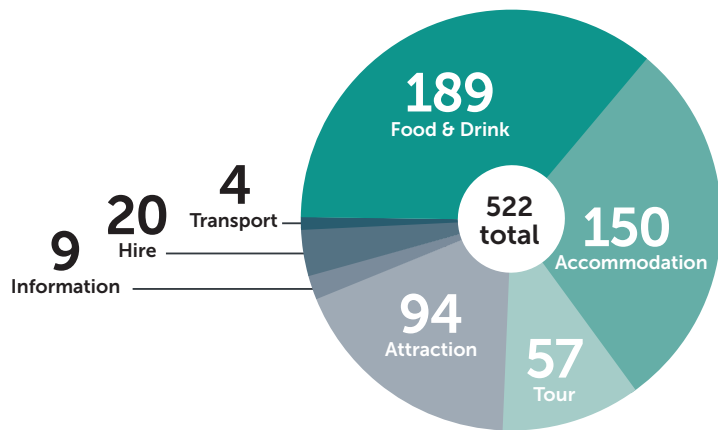 189
Food & Drink
4
Transport
20
Hire
9
Information
522
total
150
Accommodation
94
Attraction
57
Tour